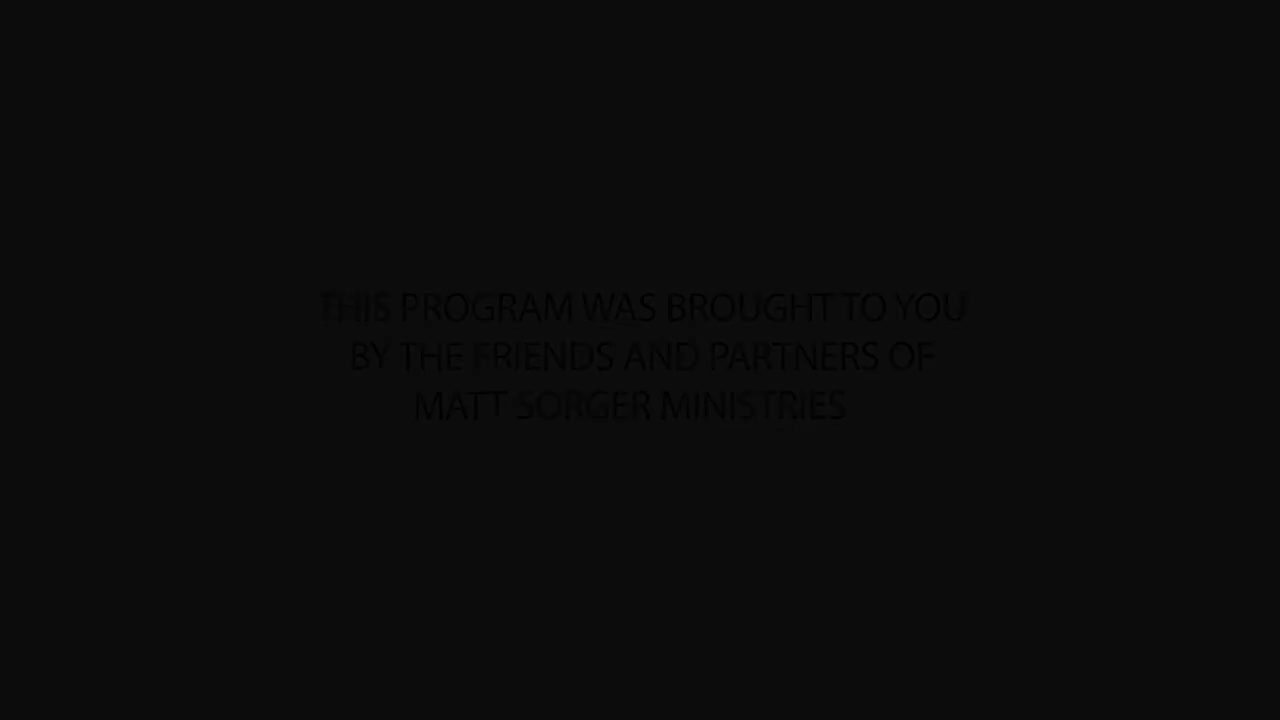 THIS PROGRAM WAS BROUGHT TO YOU
BY THE FRIENDS AND PARTNERS OF
MATT SORGER MINISTRIES